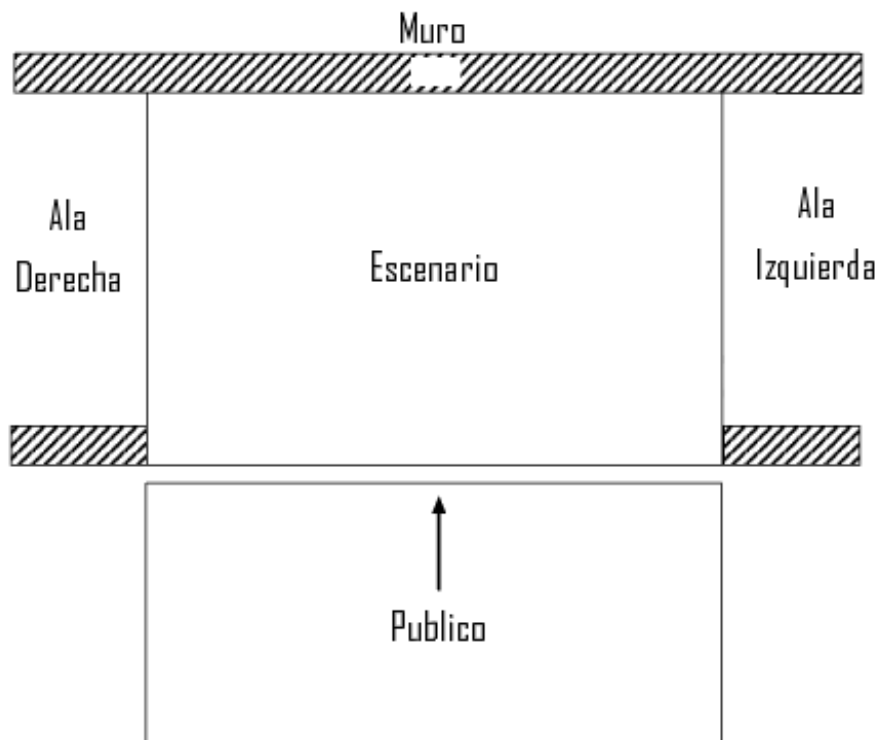 Muro
Ala
Derecha
Escenario
Ala
Izquierda
Publico